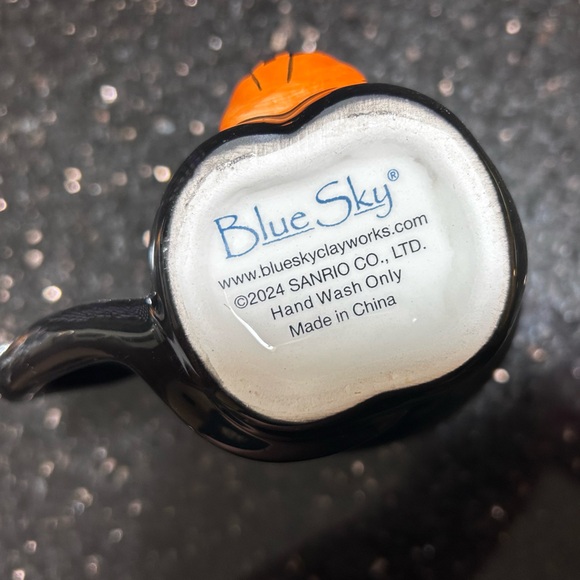 Blue Sky®
www.blueskyclayworks.com
©2024 SANRIO CO., LTD.
Hand Wash Only
Made in China